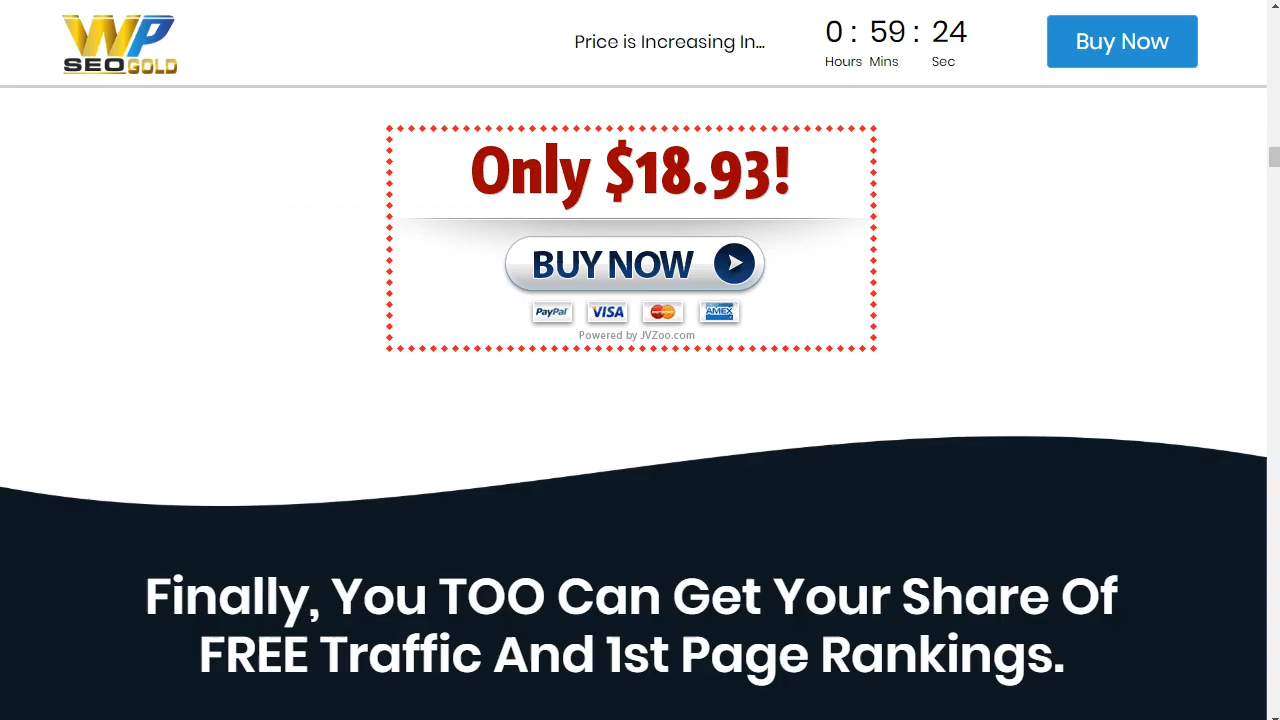 WP
SEO GOLD
Price is Increasing In...
0 : 59 : 24
Hours Mins Sec
Buy Now
Only $18.93!
BUY NOW
PayPal VISA MasterCard AMEX
Powered by JVZoo.com
Finally, You TOO Can Get Your Share Of
FREE Traffic And 1st Page Rankings.